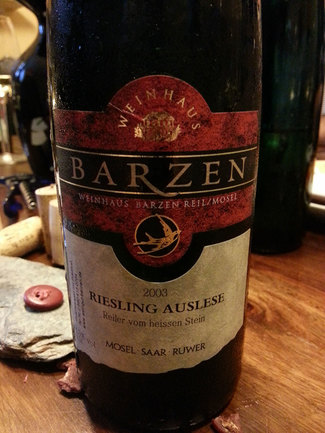 WEINHAUS
BARZEN
WEINHAUS BARZEN REIL/MOSEL
2003
RIESLING AUSLESE
Reiler vom heissen Stein
MOSEL SAAR RUWER